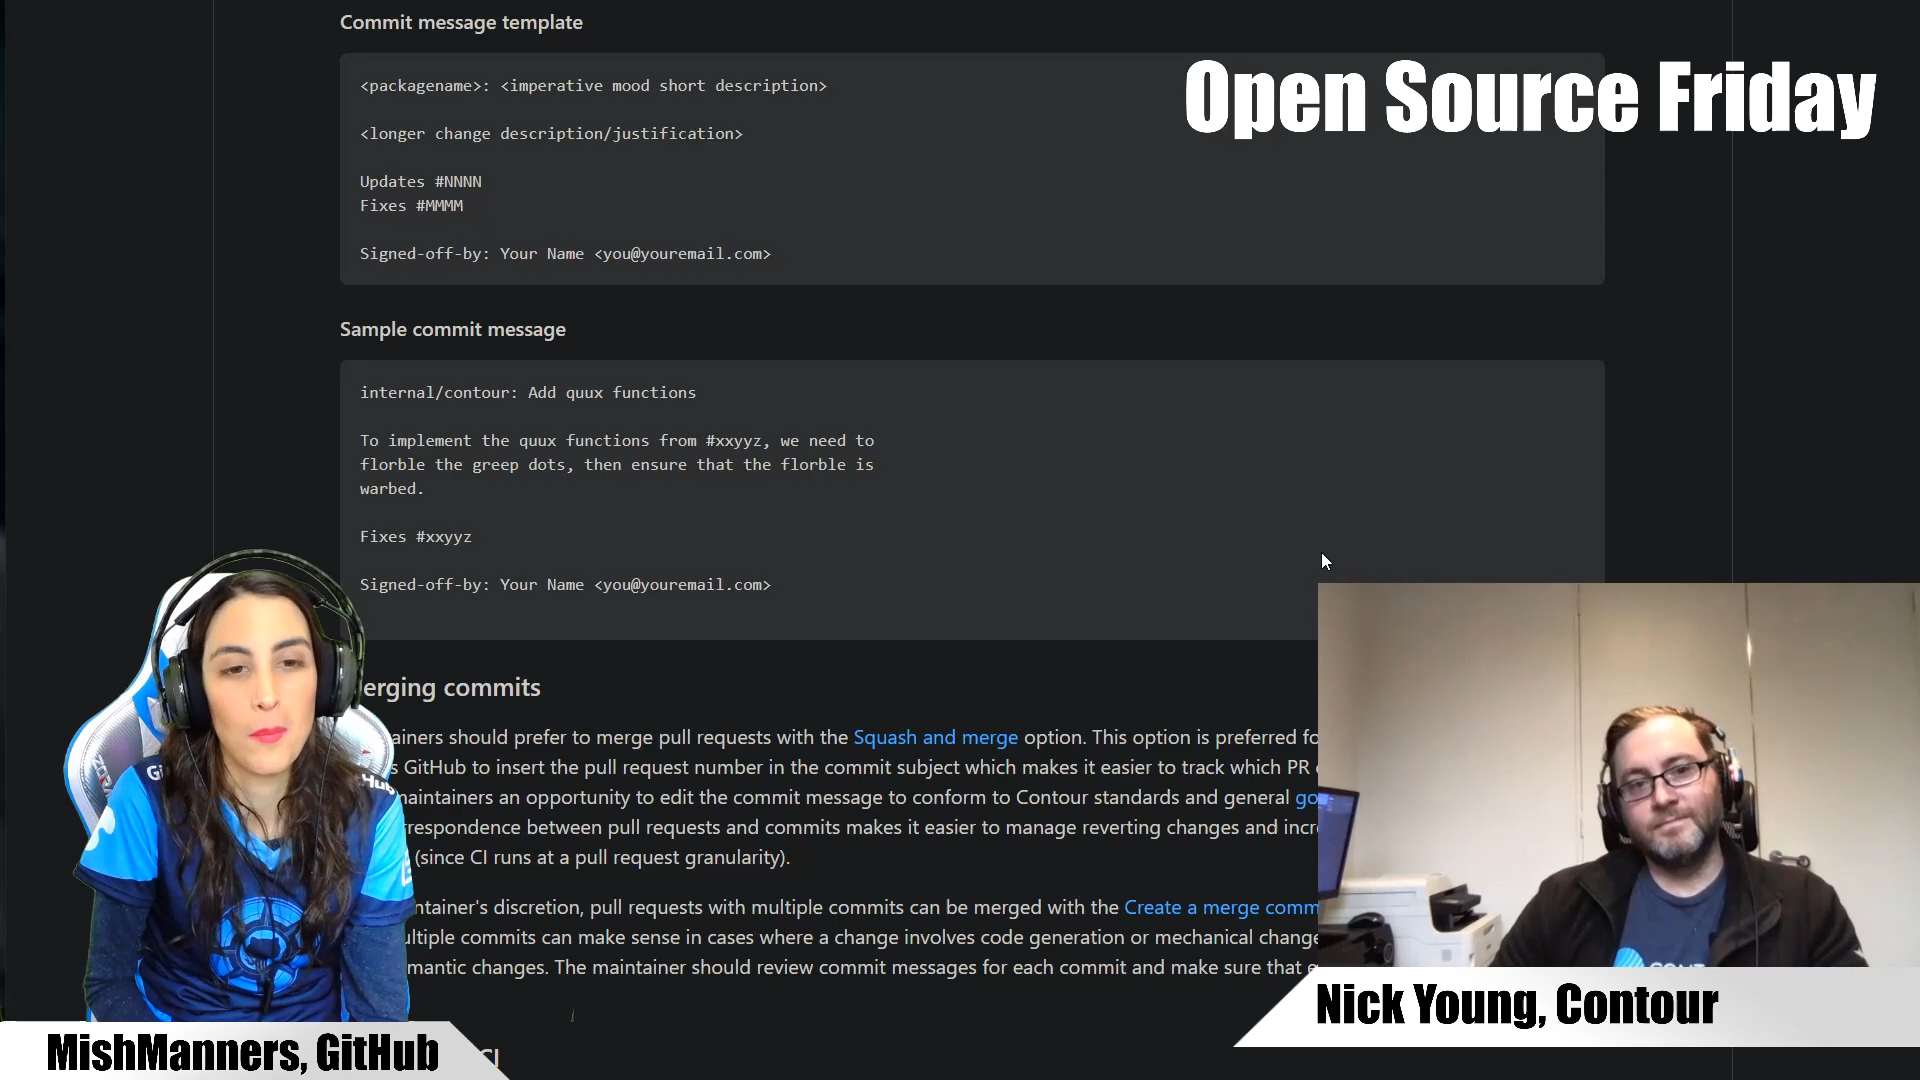 Commit message template
Open Source Friday
<packagename>: <imperative mood short description>
<longer change description/justification>
Updates #NNNN
Fixes #MMMM
Signed-off-by: Your Name <you@youremail.com>
Sample commit message
internal/contour: Add quux functions
To implement the quux functions from #xxyyz, we need to
florble the greep dots, then ensure that the florble is
warbed.
Fixes #xxyyz
Signed-off-by: Your Name <you@youremail.com>
erging commits
ainers should prefer to merge pull requests with the Squash and merge option. This option is preferred fo
s GitHub to insert the pull request number in the commit subject which makes it easier to track which PR
maintainers an opportunity to edit the commit message to conform to Contour standards and general go
rrespondence between pull requests and commits makes it easier to manage reverting changes and incr
(since CI runs at a pull request granularity).
ntainer's discretion, pull requests with multiple commits can be merged with the Create a merge comm
ultiple commits can make sense in cases where a change involves code generation or mechanical change
mantic changes. The maintainer should review commit messages for each commit and make sure that e
Nick Young, Contour
MishManners, GitHub
CI